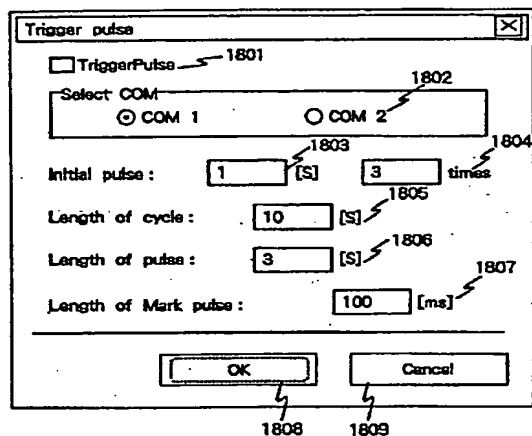 Trigger pulse
TriggerPulse 1801
Select COM 1802
COM 1 COM 2
1803 1804
Initial pulse : 1 [S] 3 times
1805
Length of cycle : 10 [S]
1806
Length of pulse : 3 [S]
1807
Length of Mark pulse : 100 [ms]
OK Cancel
1808 1809